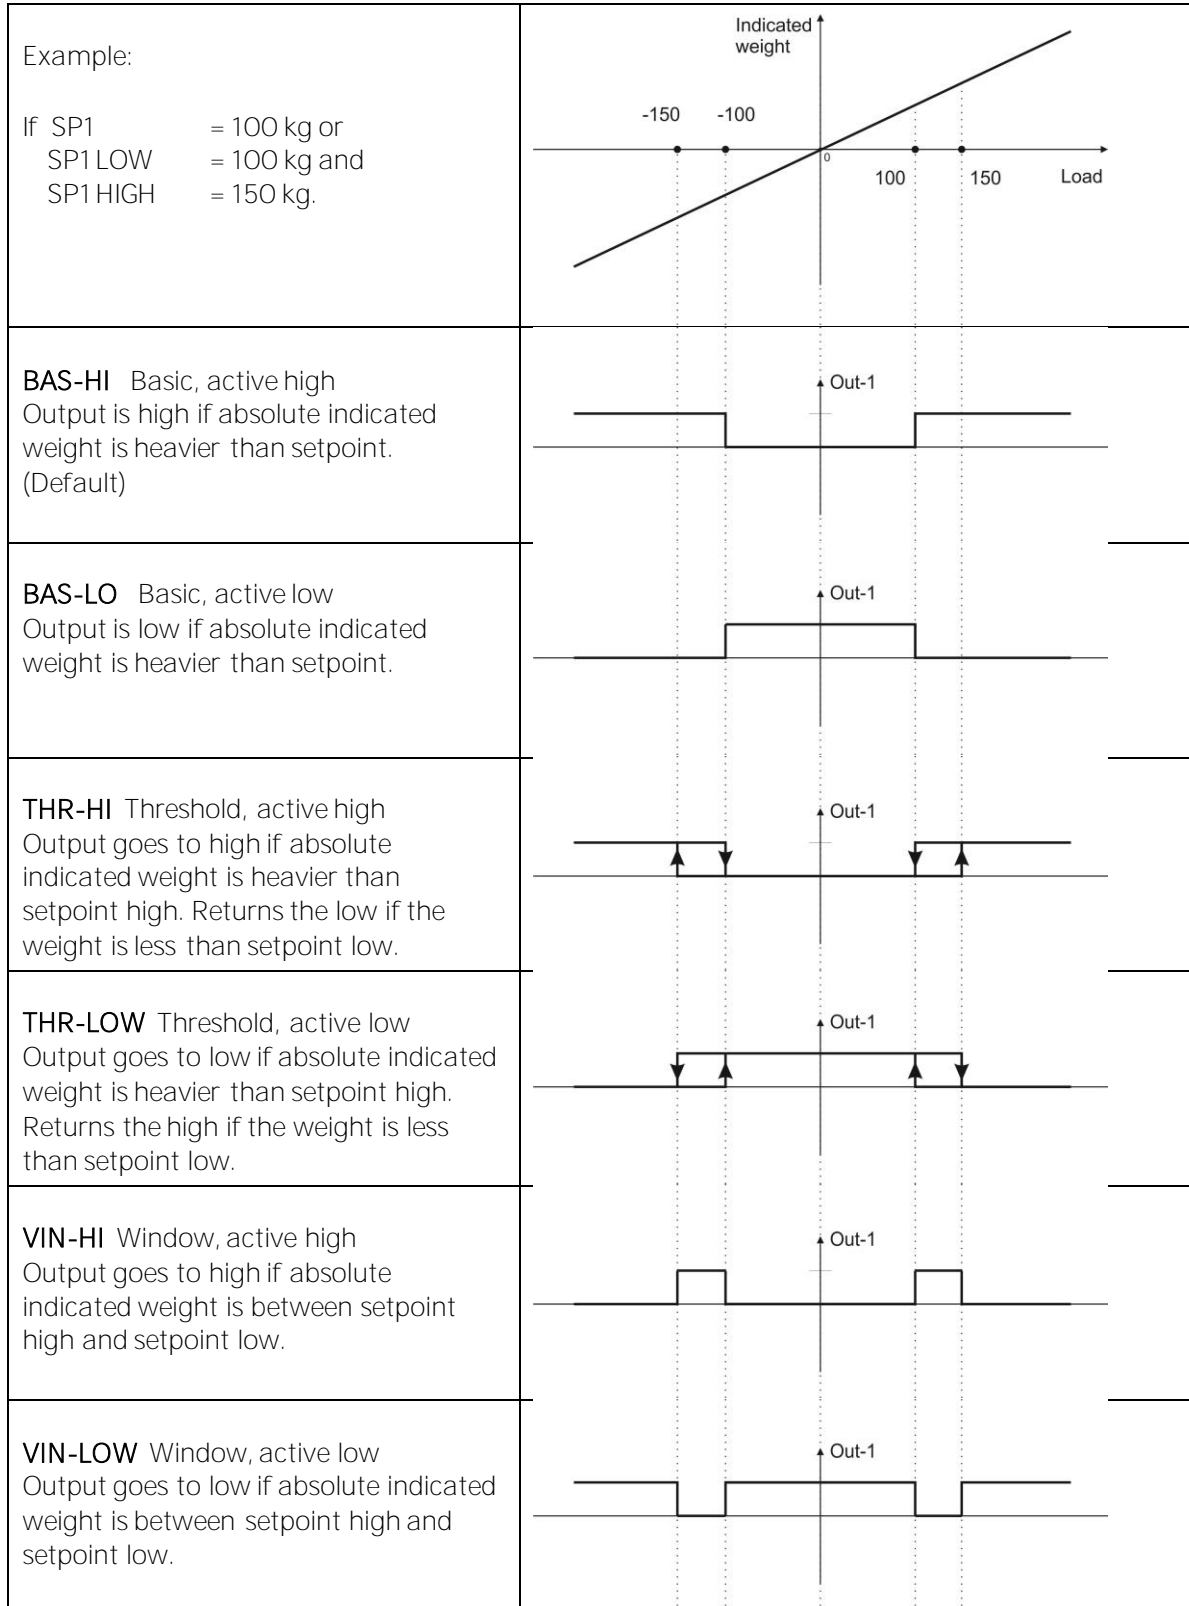 Example:
If SP1 = 100 kg or
SP1 LOW = 100 kg and
SP1 HIGH = 150 kg.
Indicated
weight
-150 -100
0
100 150 Load
BAS-HI Basic, active high
Output is high if absolute indicated
weight is heavier than setpoint.
(Default)
Out-1
BAS-LO Basic, active low
Output is low if absolute indicated
weight is heavier than setpoint.
Out-1
THR-HI Threshold, active high
Output goes to high if absolute
indicated weight is heavier than
setpoint high. Returns the low if the
weight is less than setpoint low.
Out-1
THR-LOW Threshold, active low
Output goes to low if absolute indicated
weight is heavier than setpoint high.
Returns the high if the weight is less
than setpoint low.
Out-1
VIN-HI Window, active high
Output goes to high if absolute
indicated weight is between setpoint
high and setpoint low.
Out-1
VIN-LOW Window, active low
Output goes to low if absolute indicated
weight is between setpoint high and
setpoint low.
Out-1